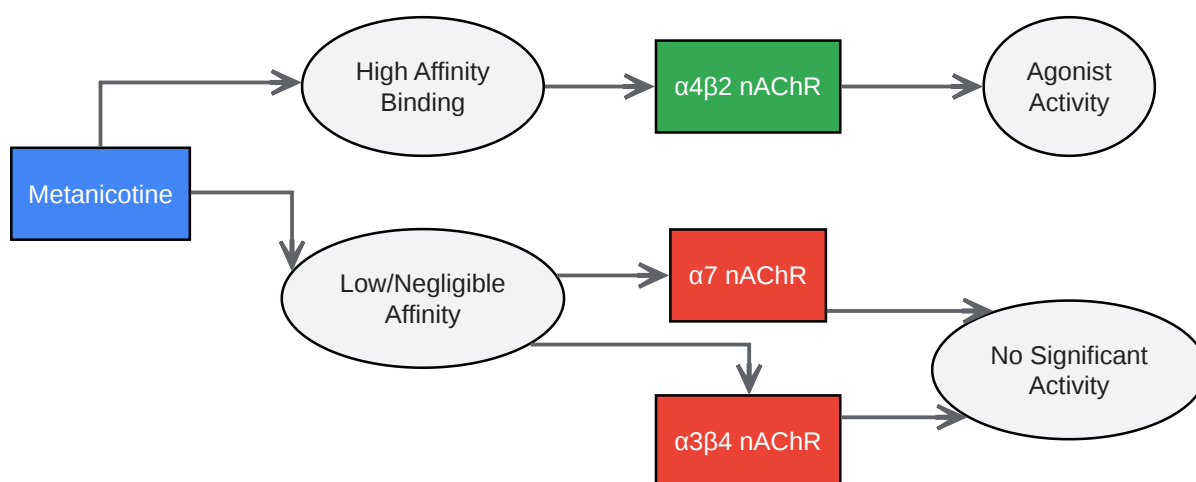 High Affinity
Binding
α4β2 nAChR
Agonist
Activity
Metanicotine
Low/Negligible
Affinity
α7 nAChR
No Significant
Activity
α3β4 nAChR